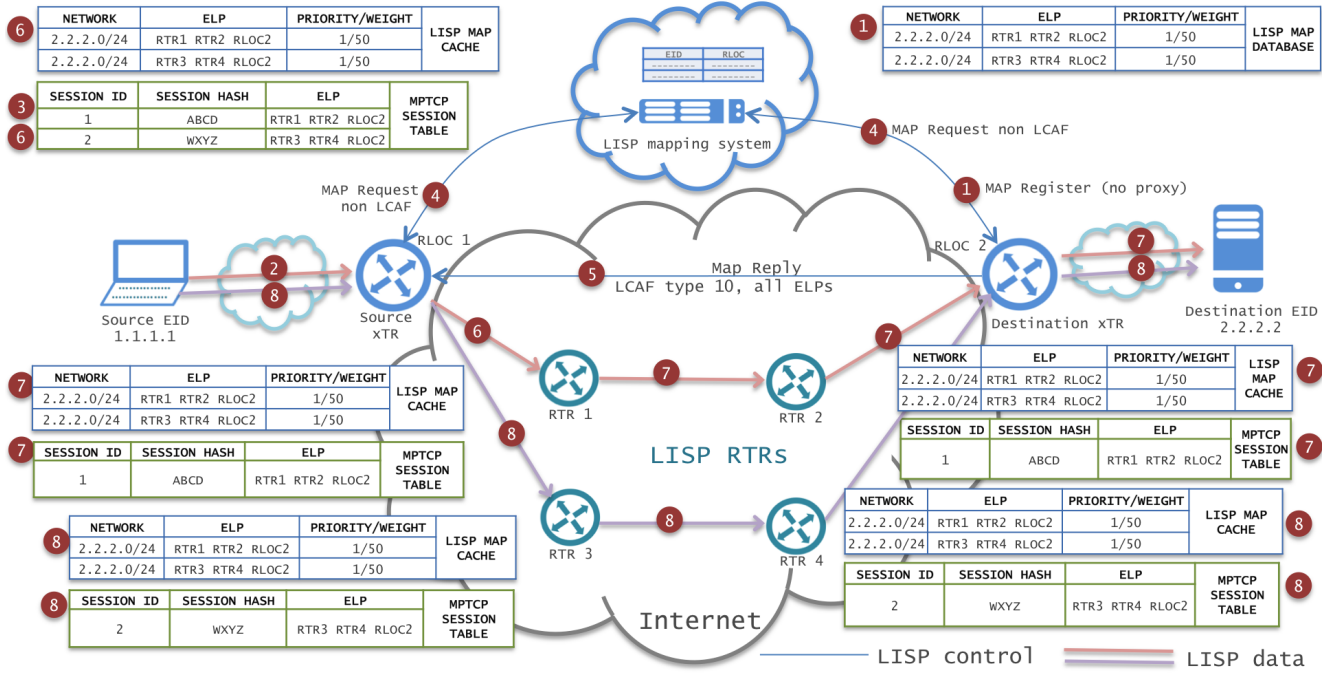 6
NETWORK ELP PRIORITY/WEIGHT LISP MAP CACHE
2.2.2.0/24 RTR1 RTR2 RLOC2 1/50
2.2.2.0/24 RTR3 RTR4 RLOC2 1/50
1
NETWORK ELP PRIORITY/WEIGHT LISP MAP DATABASE
2.2.2.0/24 RTR1 RTR2 RLOC2 1/50
2.2.2.0/24 RTR3 RTR4 RLOC2 1/50
EID RLOC
-------- --------
-------- --------
LISP mapping system
3
6
SESSION ID SESSION HASH ELP MPTCP SESSION TABLE
1 ABCD RTR1 RTR2 RLOC2
2 WXYZ RTR3 RTR4 RLOC2
4 MAP Request non LCAF
MAP Request
non LCAF
4
1 MAP Register (no proxy)
RLOC 1
RLOC 2
2
8
7
8
5
Map Reply
LCAF type 10, all ELPs
Source EID
1.1.1.1
Source
xTR
Destination xTR
Destination EID
2.2.2.2
6
7
7
RTR 1
RTR 2
8
LISP RTRs
8
RTR 3
RTR 4
7
NETWORK ELP PRIORITY/WEIGHT LISP MAP CACHE
2.2.2.0/24 RTR1 RTR2 RLOC2 1/50
2.2.2.0/24 RTR3 RTR4 RLOC2 1/50
7
SESSION ID SESSION HASH ELP MPTCP SESSION TABLE
1 ABCD RTR1 RTR2 RLOC2
8
NETWORK ELP PRIORITY/WEIGHT LISP MAP CACHE
2.2.2.0/24 RTR1 RTR2 RLOC2 1/50
2.2.2.0/24 RTR3 RTR4 RLOC2 1/50
8
SESSION ID SESSION HASH ELP MPTCP SESSION TABLE
2 WXYZ RTR3 RTR4 RLOC2
NETWORK ELP PRIORITY/WEIGHT LISP MAP CACHE
2.2.2.0/24 RTR1 RTR2 RLOC2 1/50
2.2.2.0/24 RTR3 RTR4 RLOC2 1/50
7
SESSION ID SESSION HASH ELP MPTCP SESSION TABLE
1 ABCD RTR1 RTR2 RLOC2
7
NETWORK ELP PRIORITY/WEIGHT LISP MAP CACHE
2.2.2.0/24 RTR1 RTR2 RLOC2 1/50
2.2.2.0/24 RTR3 RTR4 RLOC2 1/50
8
SESSION ID SESSION HASH ELP MPTCP SESSION TABLE
2 WXYZ RTR3 RTR4 RLOC2
8
Internet
LISP control
LISP data